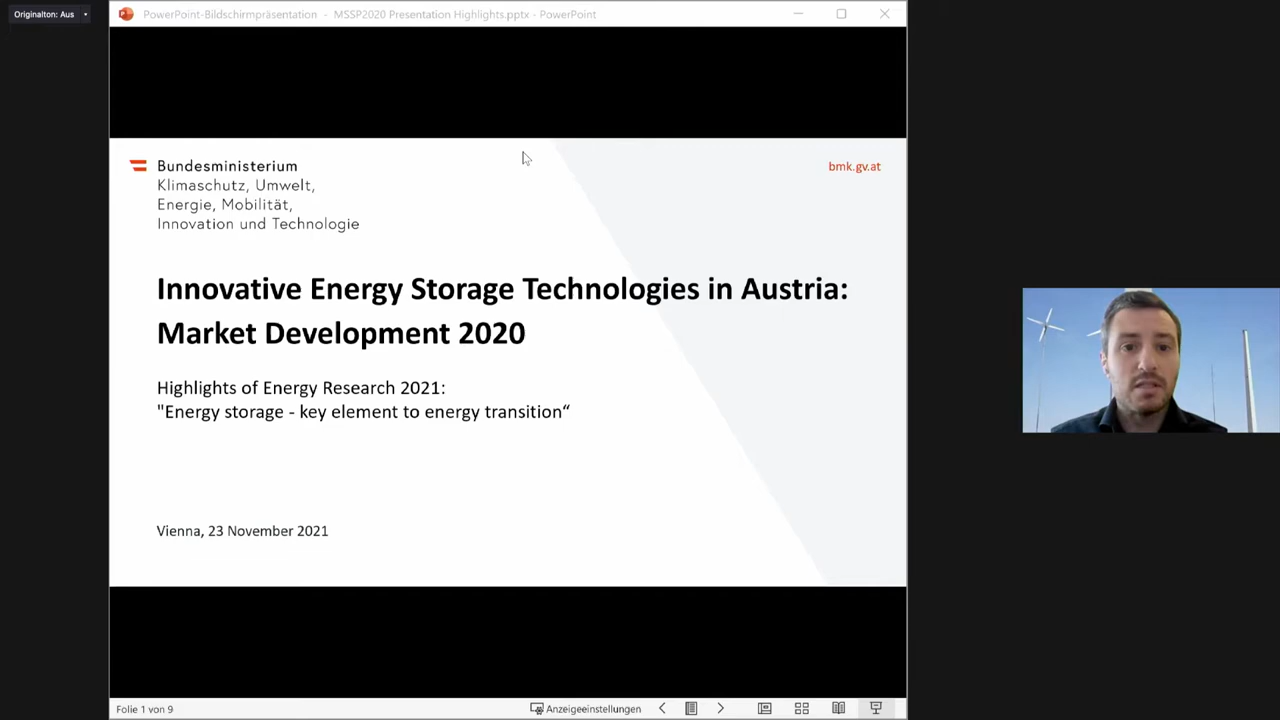 Originalton: Aus
PowerPoint-Bildschirmpräsentation - MSSP2020 Presentation Highlights.pptx - PowerPoint
Bundesministerium
Klimaschutz, Umwelt,
Energie, Mobilität,
Innovation und Technologie
bmk.gv.at
Innovative Energy Storage Technologies in Austria:
Market Development 2020
Highlights of Energy Research 2021:
"Energy storage - key element to energy transition“
Vienna, 23 November 2021
Folie 1 von 9
Anzeigeeinstellungen